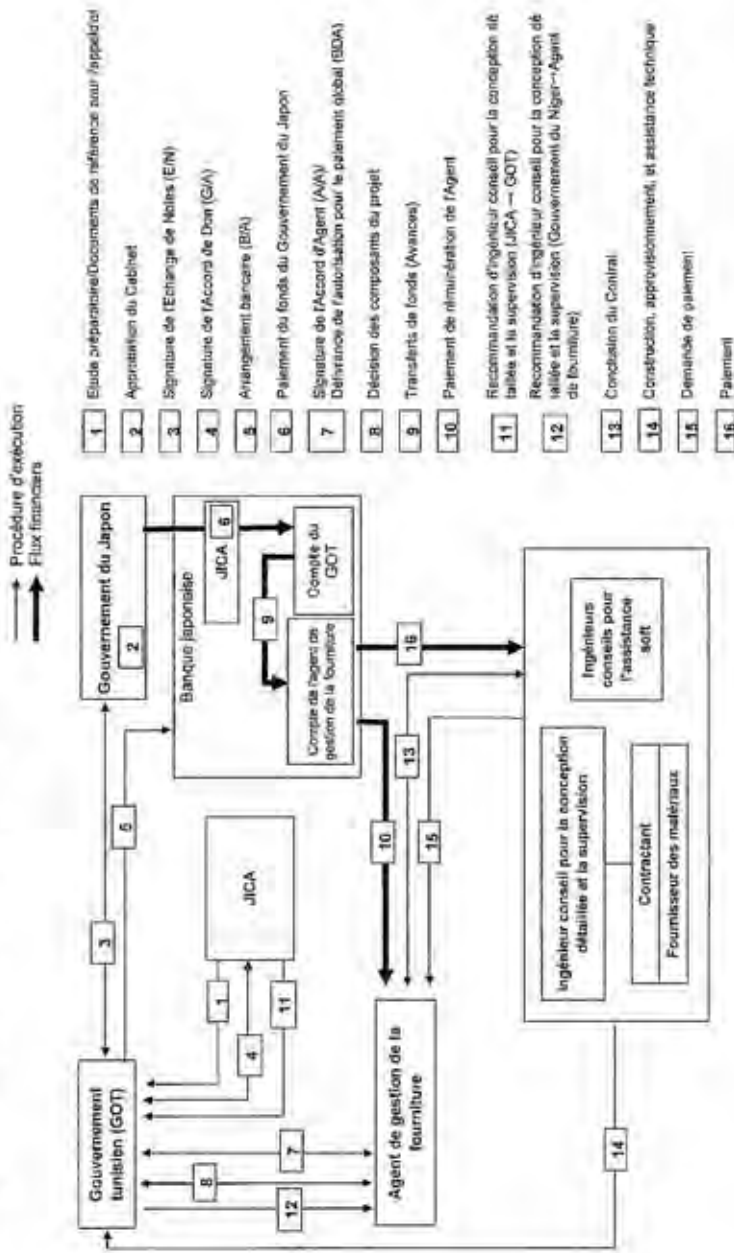 Procédure d'exécution
Flux financiers
Gouvernement
tunisien (GOT)
3
5
Gouvernement du Japon
2
Banque japonaise
JICA
6
Compte du
GOT
9
Compte de l'agent de
gestion de la fourniture
JICA
1
4
11
7
8
12
Agent de gestion de la
fourniture
10
13
15
16
Ingénieur conseil pour la conception
détaillée et la supervision
Contractant
Fournisseur des matériaux
Ingénieurs
conseils pour
l'assistance
soft
14
1 Etude préparatoire/Documents de référence pour l'appel d'of
2 Approbation du Cabinet
3 Signature de l'Echange de Notes (E/N)
4 Signature de l'Accord de Don (G/A)
5 Arrangement bancaire (B/A)
6 Paiement du fonds du Gouvernement du Japon
7 Signature de l'Accord d'Agent (A/A)/
Délivrance de l'autorisation pour le paiement global (BDA)
8 Décision des composants du projet
9 Transferts de fonds (Avances)
10 Paiement de rémunération de l'Agent
11 Recommandation d'ingénieur conseil pour la conception dé
taillée et la supervision (JICA → GOT)
12 Recommandation d'ingénieur conseil pour la conception dé
taillée et la supervision (Gouvernement du Niger→Agent
de fourniture)
13 Conclusion du Contrat
14 Construction, approvisionnement, et assistance technique
15 Demande de paiement
16 Paiement